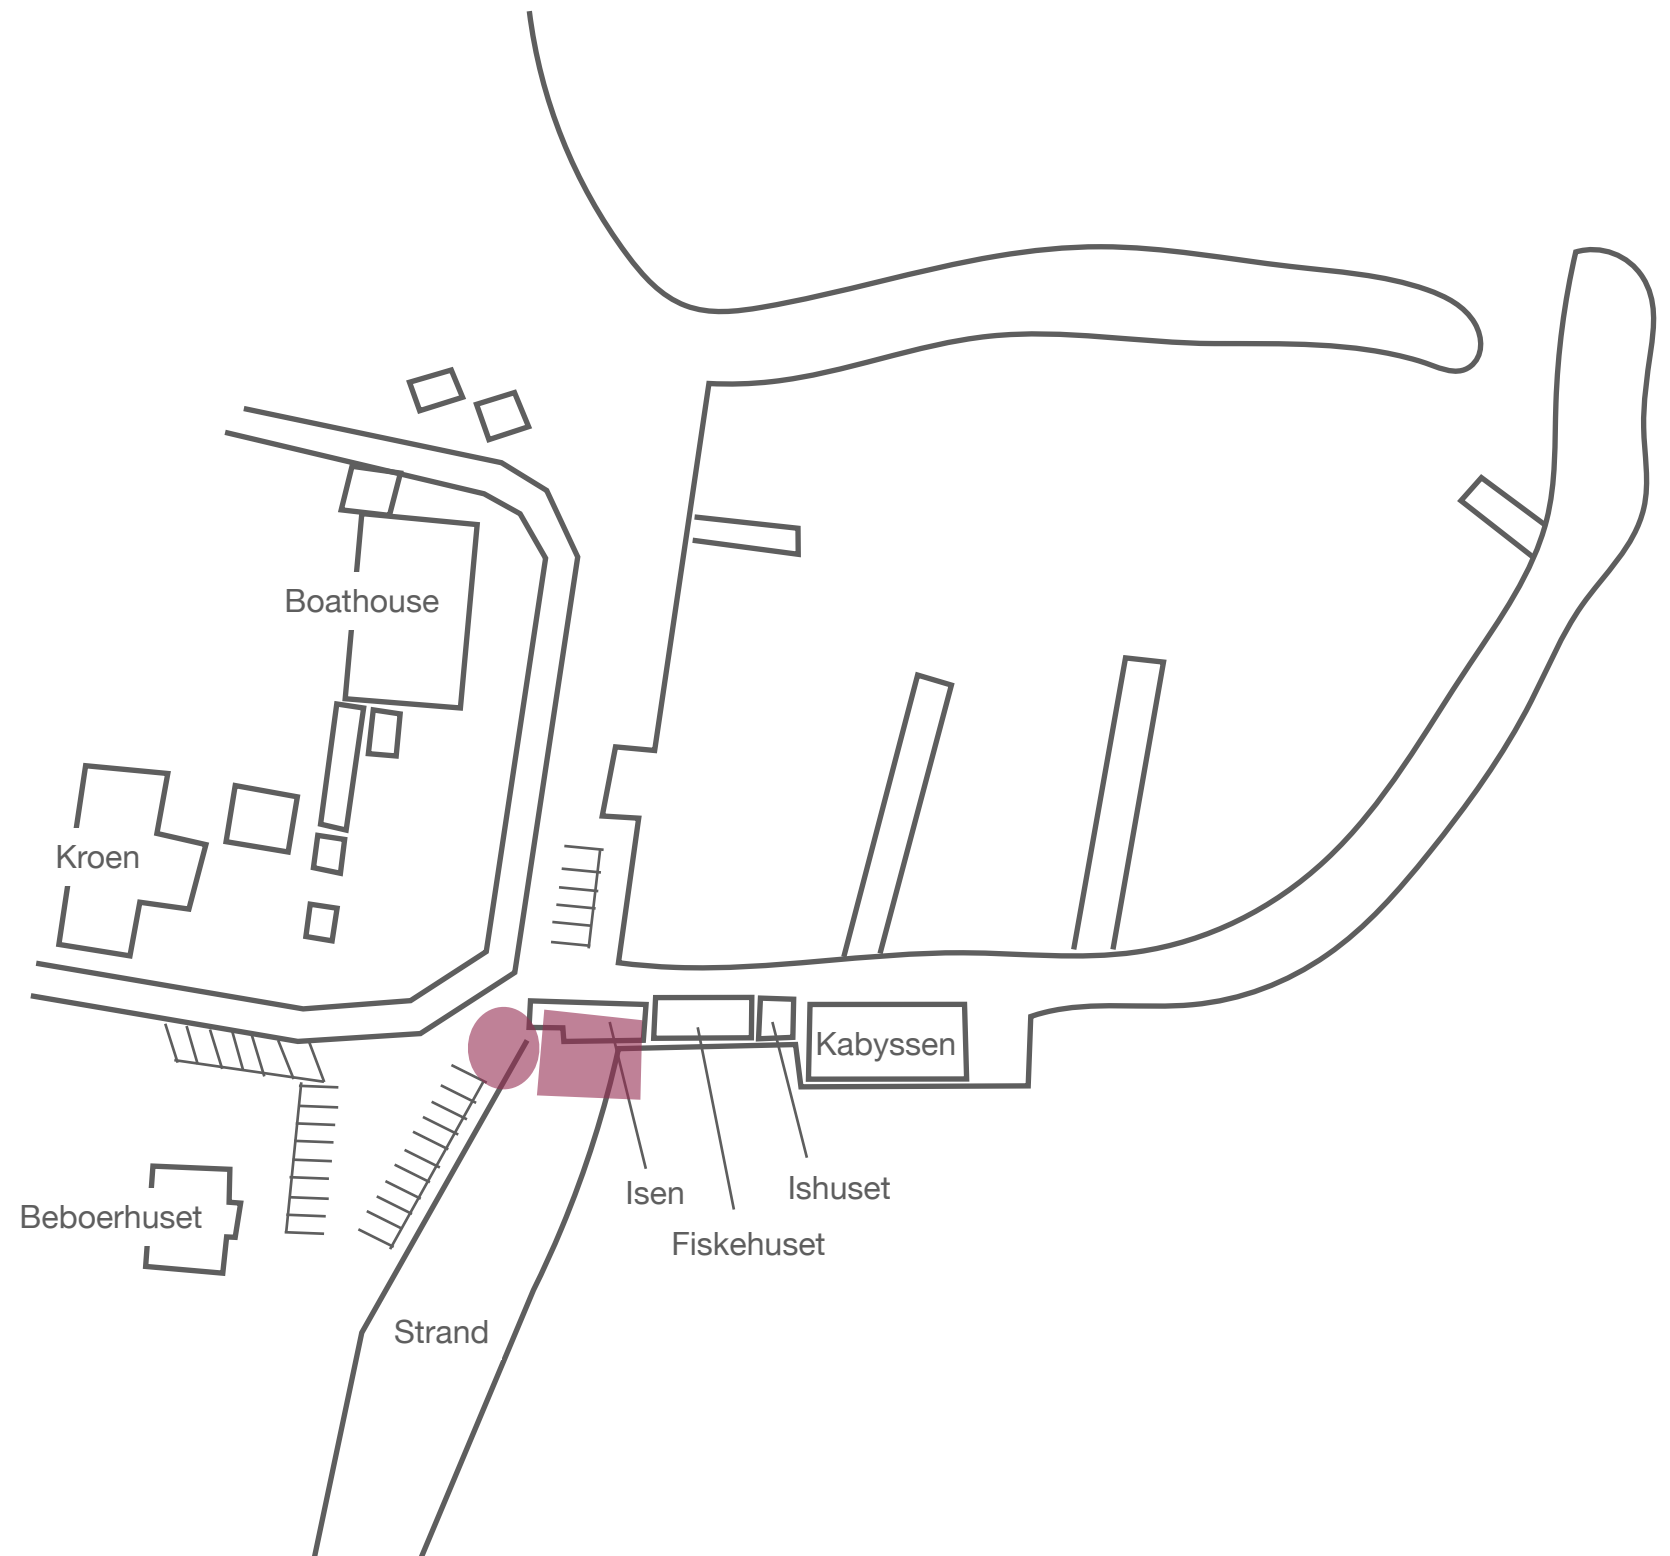 Boathouse
Kroen
Kabyssen
Isen
Ishuset
Beboerhuset
Fiskehuset
Strand